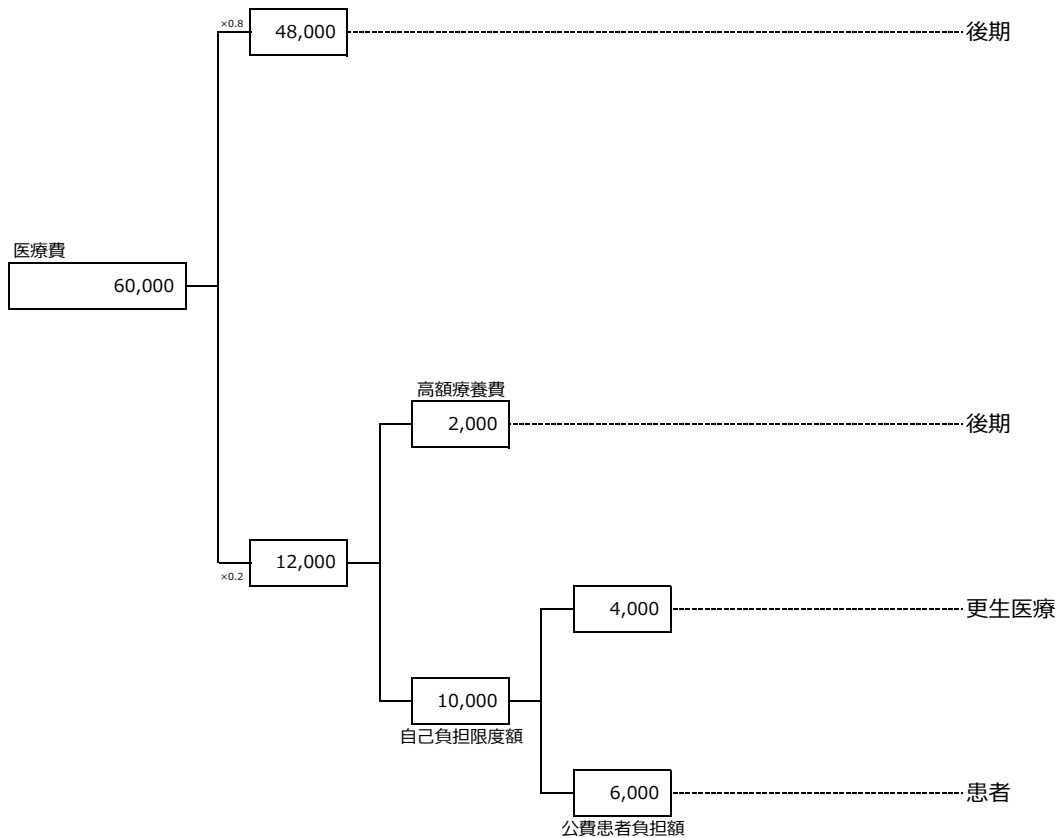 ×0.8
48,000
後期
医療費
60,000
高額療養費
2,000
後期
12,000
×0.2
4,000
更生医療
10,000
自己負担限度額
6,000
患者
公費患者負担額